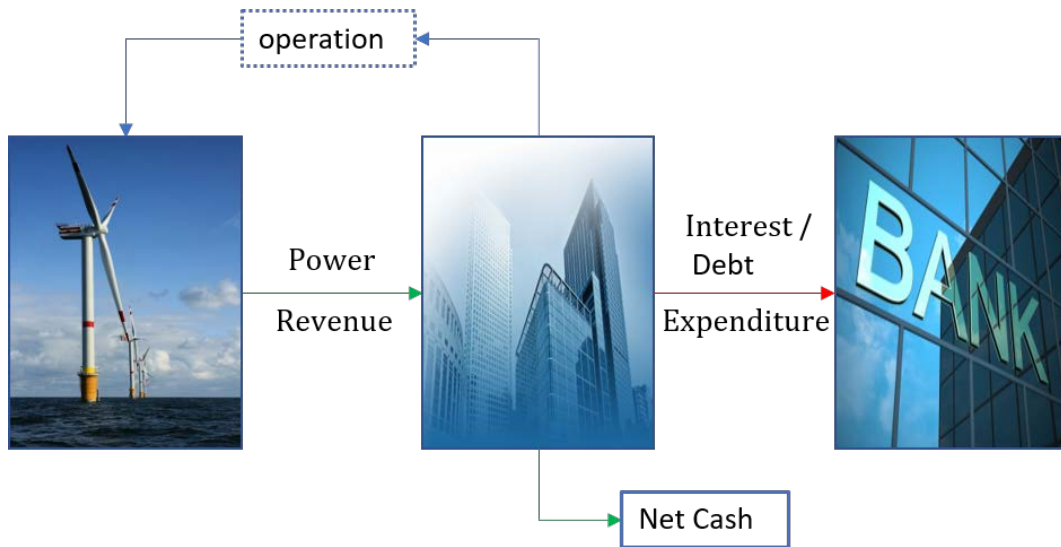 operation
Power
Revenue
Interest /
Debt
Expenditure
BANK
Net Cash